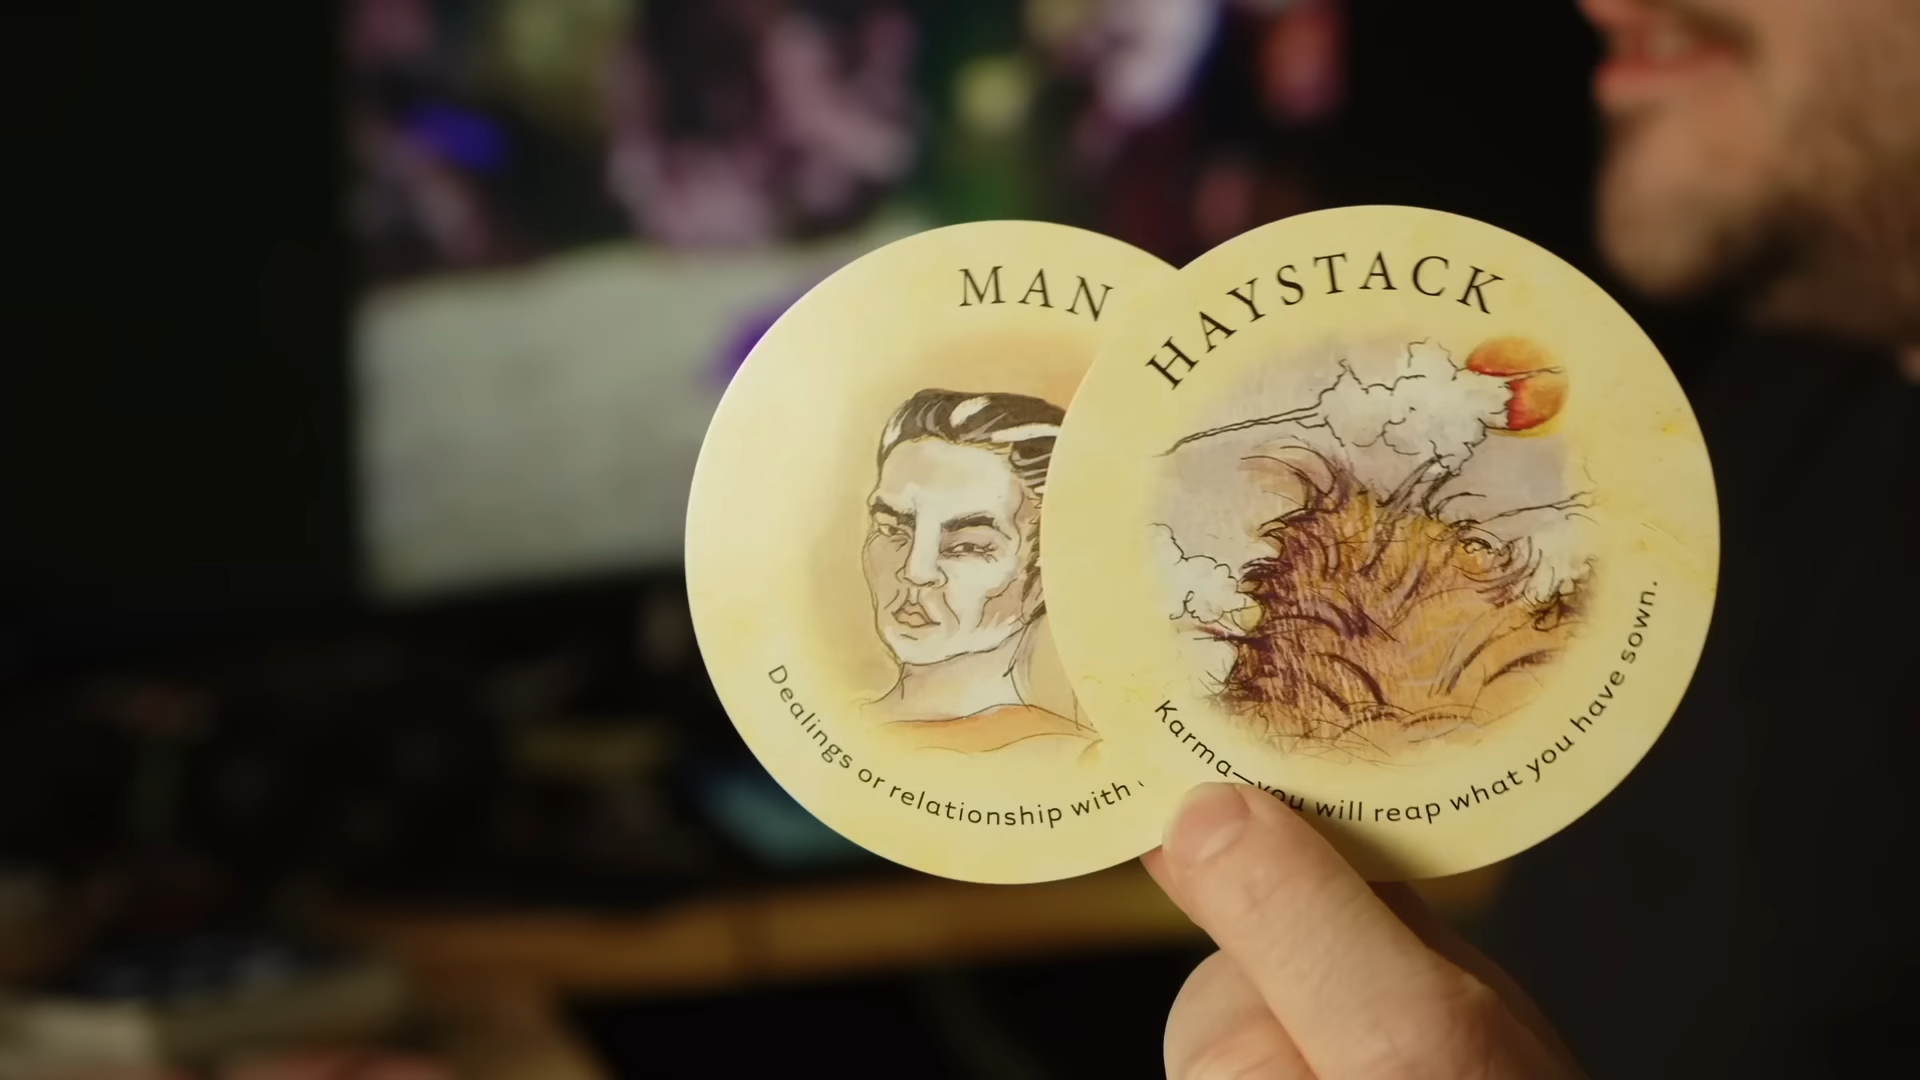 MAN
Dealings or relationship with
HAYSTACK
Karma—you will reap what you have sown.